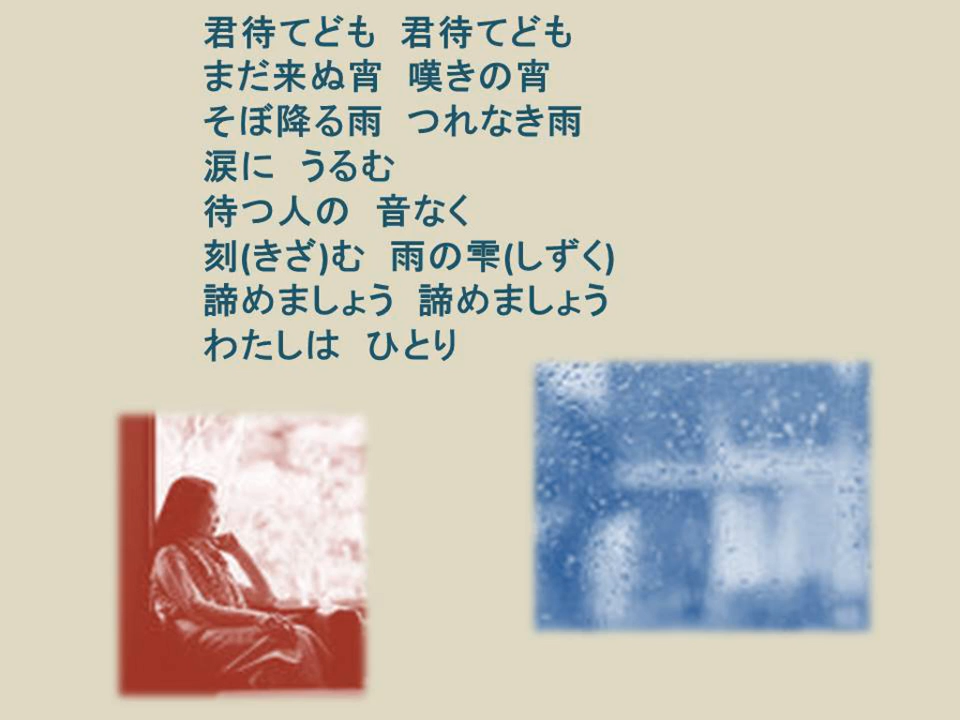 君待てども　君待てども
まだ来ぬ宵　嘆きの宵
そぼ降る雨　つれなき雨
涙に　うるむ
待つ人の　音なく
刻(きざ)む　雨の雫(しずく)
諦めましょう　諦めましょう
わたしは　ひとり